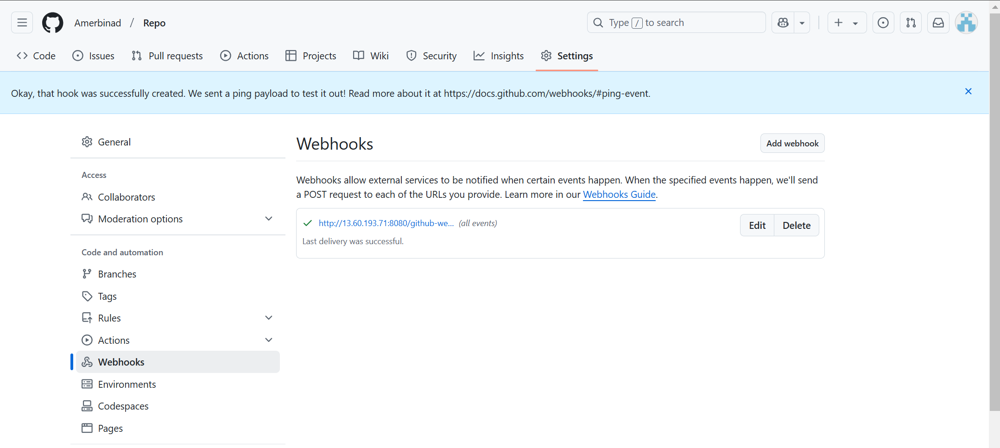 Amerbinad / Repo
Type / to search
Code
Issues
Pull requests
Actions
Projects
Wiki
Security
Insights
Settings
Okay, that hook was successfully created. We sent a ping payload to test it out! Read more about it at https://docs.github.com/webhooks/#ping-event.
General
Access
Collaborators
Moderation options
Code and automation
Branches
Tags
Rules
Actions
Webhooks
Environments
Codespaces
Pages
Webhooks
Add webhook
Webhooks allow external services to be notified when certain events happen. When the specified events happen, we'll send
a POST request to each of the URLs you provide. Learn more in our Webhooks Guide.
http://13.60.193.71:8080/github-we... (all events)
Edit
Delete
Last delivery was successful.